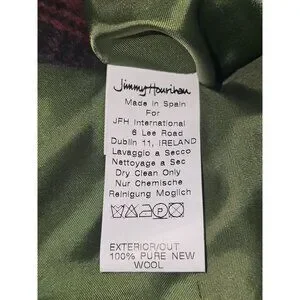 Jimmy Hourihan
Made in Spain
For
JFH International
6 Lee Road
Dublin 11, IRELAND
Lavaggio a Secco
Nettoyage a Sec
Dry Clean Only
Nur Chemische
Reinigung Moglich
EXTERIOR/OUT
100% PURE NEW
WOOL